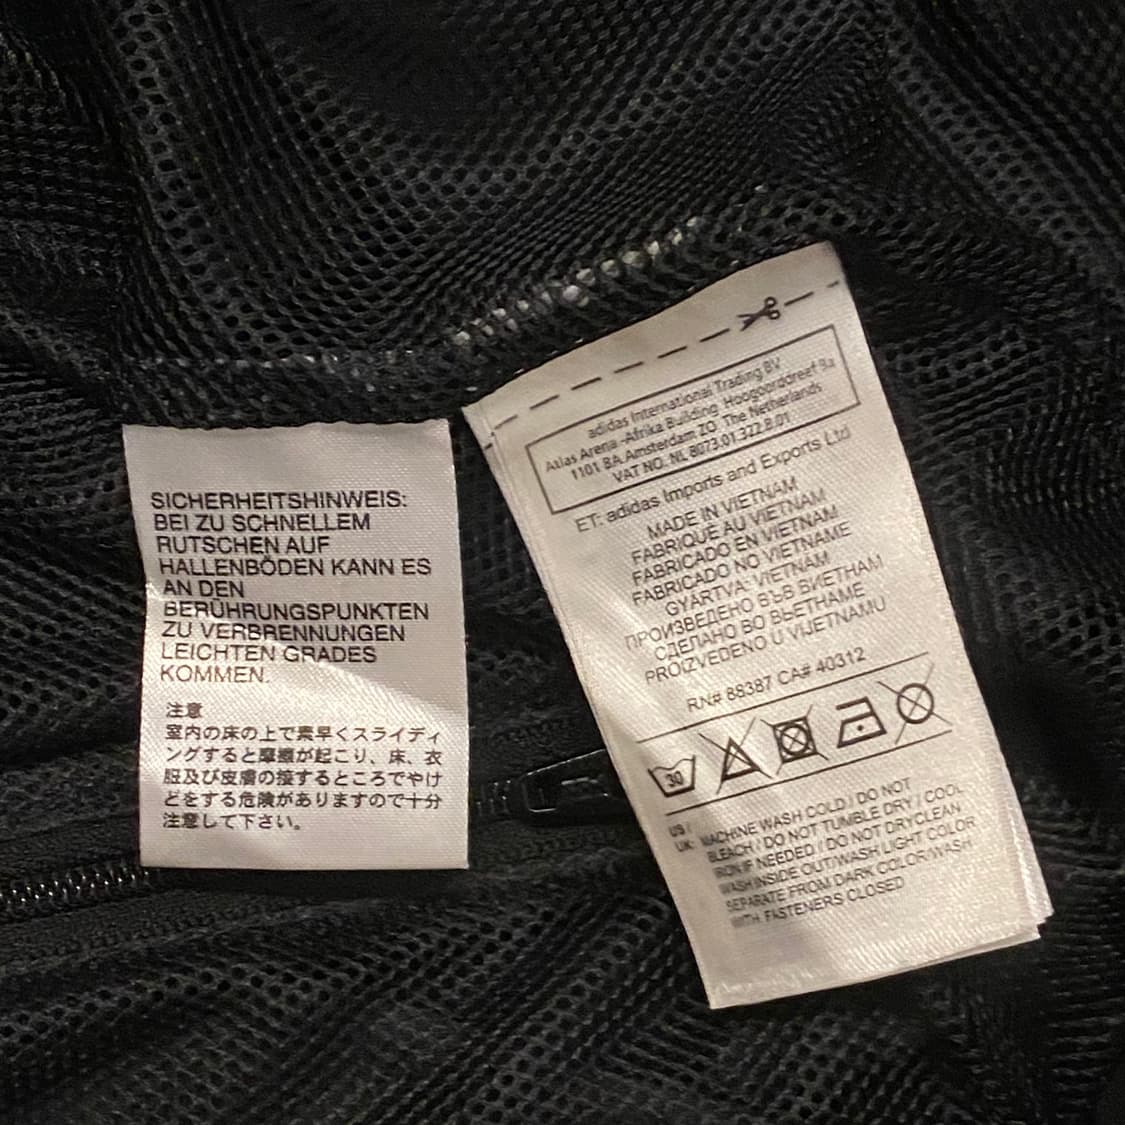 SICHERHEITSHINWEIS:
BEI ZU SCHNELLEM
RUTSCHEN AUF
HALLENBÖDEN KANN ES
AN DEN
BERÜHRUNGSPUNKTEN
ZU VERBRENNUNGEN
LEICHTEN GRADES
KOMMEN.
注意
室内の床の上で素早くスライディ
ングすると摩擦が起こり、床、衣
服及び皮膚の接するところでやけ
どをする危険がありますので十分
注意して下さい。
adidas International Trading BV
Atlas Arena -Afrika Building Hoogoorddreef 9a
1101 BA Amsterdam ZO The Netherlands
VAT NO. NL 8073.01.322.B.01
ET: adidas Imports and Exports Ltd
MADE IN VIETNAM
FABRIQUÉ AU VIETNAM
FABRICADO EN VIETNAM
FABRICADO NO VIETNAME
GYÁRTVA: VIETNAM
ПРОИЗВЕДЕНО ВЪВ ВИЕТНАМ
СДЕЛАНО ВО ВЬЕТНАМЕ
PROIZVEDENO U VIJETNAMU
RN# 88387 CA# 40312
30
US /
UK:
MACHINE WASH COLD / DO NOT
BLEACH / DO NOT TUMBLE DRY / COOL
IRON IF NEEDED / DO NOT DRYCLEAN
WASH INSIDE OUT/WASH LIGHT COLOR
SEPARATE FROM DARK COLOR/WASH
WITH FASTENERS CLOSED